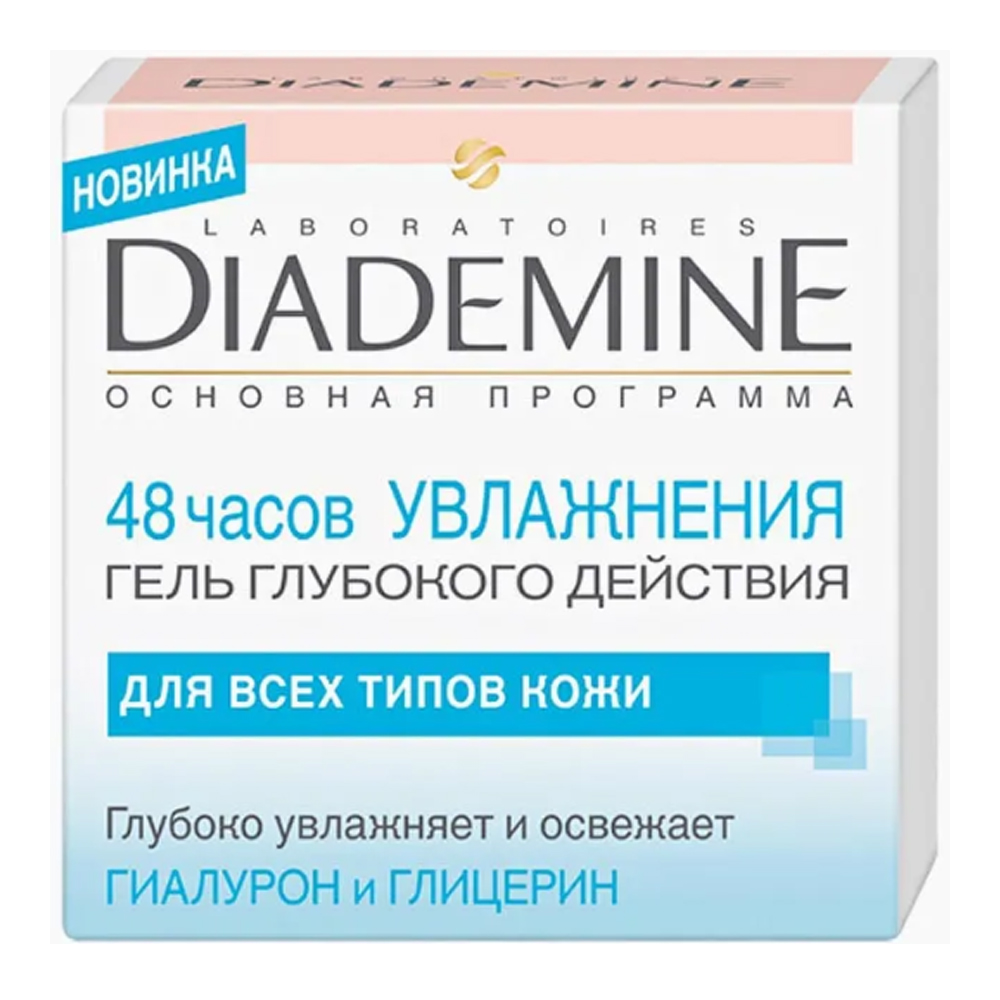 DIADEMINE
НОВИНКА
LABORATOIRES
DIADEMINE
ОСНОВНАЯ ПРОГРАММА
48 часов УВЛАЖНЕНИЯ
ГЕЛЬ ГЛУБОКОГО ДЕЙСТВИЯ
ДЛЯ ВСЕХ ТИПОВ КОЖИ
Глубоко увлажняет и освежает
ГИАЛУРОН и ГЛИЦЕРИН